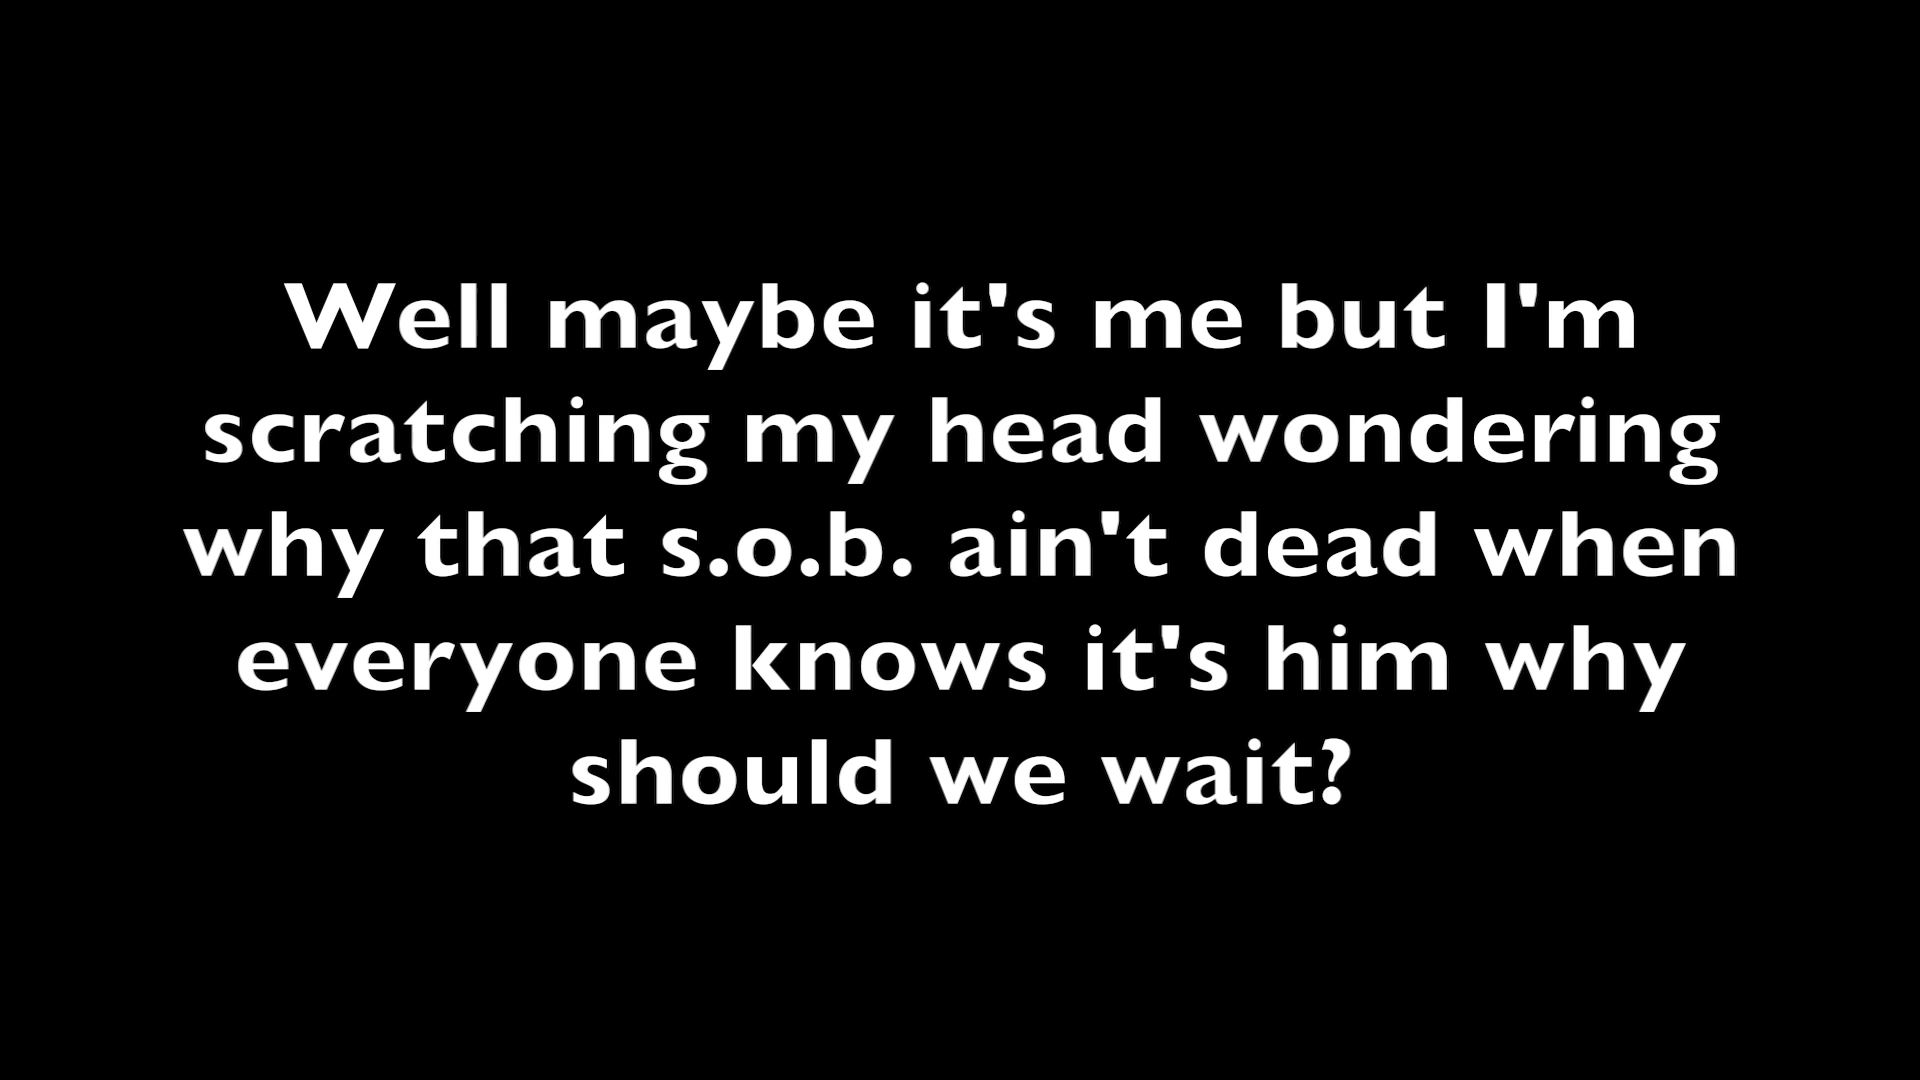 Well maybe it's me but I'm
scratching my head wondering
why that s.o.b. ain't dead when
everyone knows it's him why
should we wait?